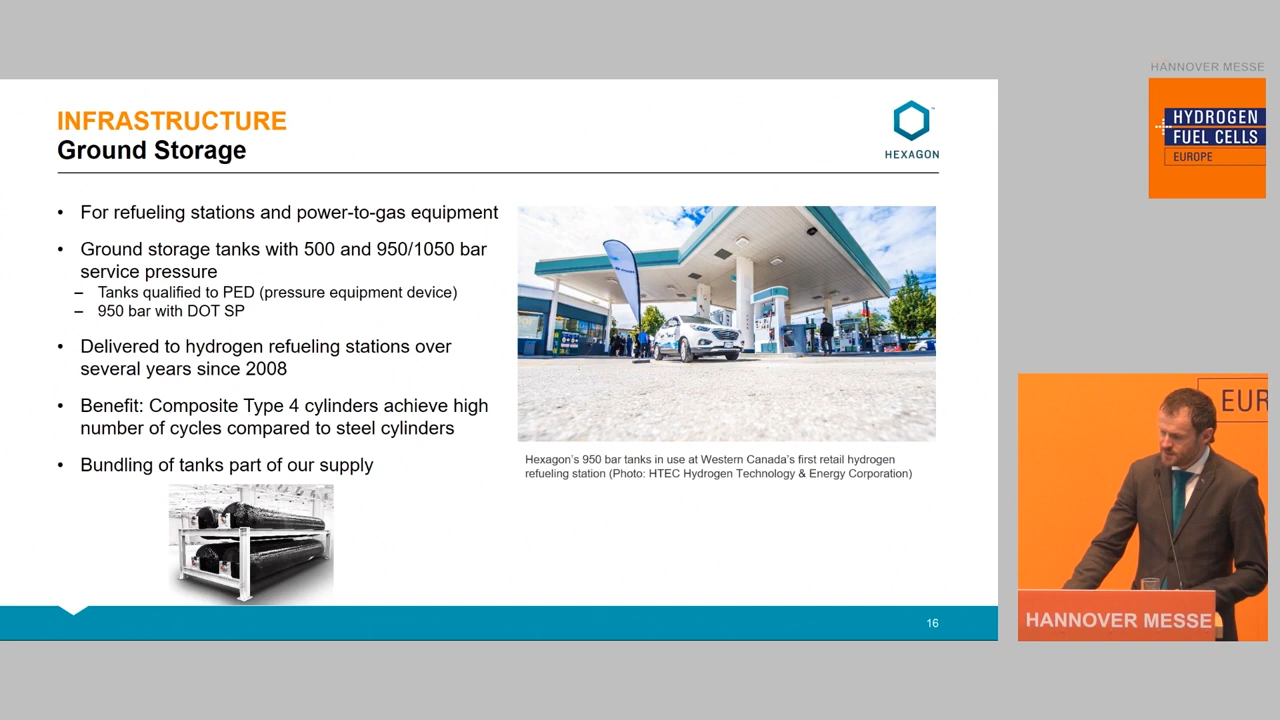 HANNOVER MESSE
HYDROGEN
FUEL CELLS
EUROPE
INFRASTRUCTURE
Ground Storage
HEXAGON
• For refueling stations and power-to-gas equipment
• Ground storage tanks with 500 and 950/1050 bar
service pressure
– Tanks qualified to PED (pressure equipment device)
– 950 bar with DOT SP
• Delivered to hydrogen refueling stations over
several years since 2008
• Benefit: Composite Type 4 cylinders achieve high
number of cycles compared to steel cylinders
• Bundling of tanks part of our supply
Hexagon's 950 bar tanks in use at Western Canada's first retail hydrogen
refueling station (Photo: HTEC Hydrogen Technology & Energy Corporation)
16
EUR
HANNOVER MESSE